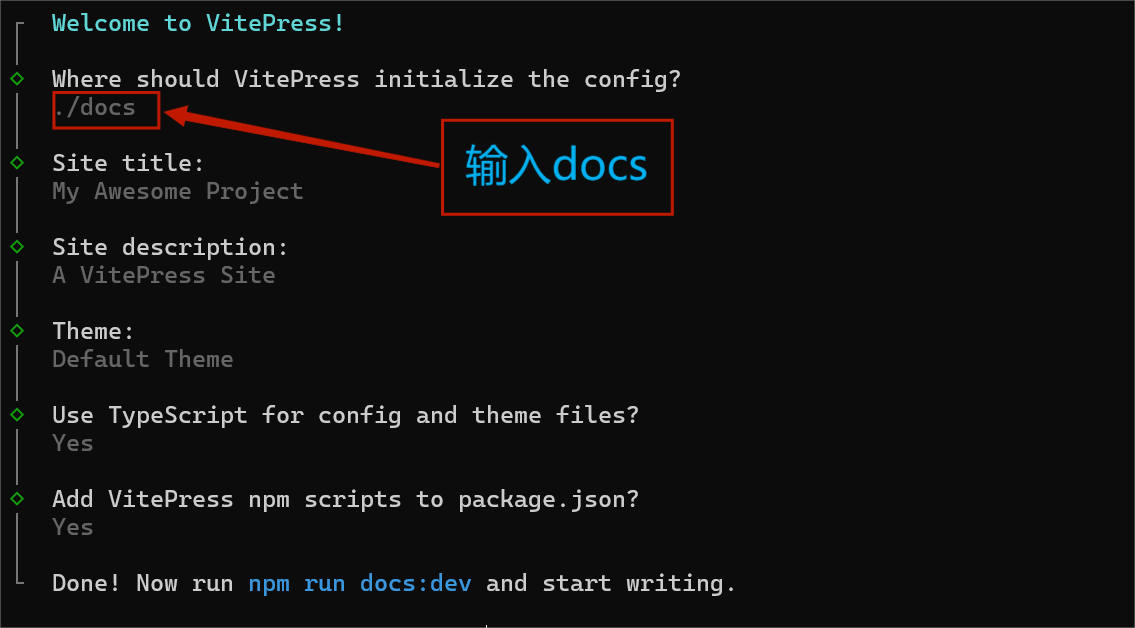 Welcome to VitePress!
Where should VitePress initialize the config?
./docs
输入docs
Site title:
My Awesome Project
Site description:
A VitePress Site
Theme:
Default Theme
Use TypeScript for config and theme files?
Yes
Add VitePress npm scripts to package.json?
Yes
Done! Now run npm run docs:dev and start writing.